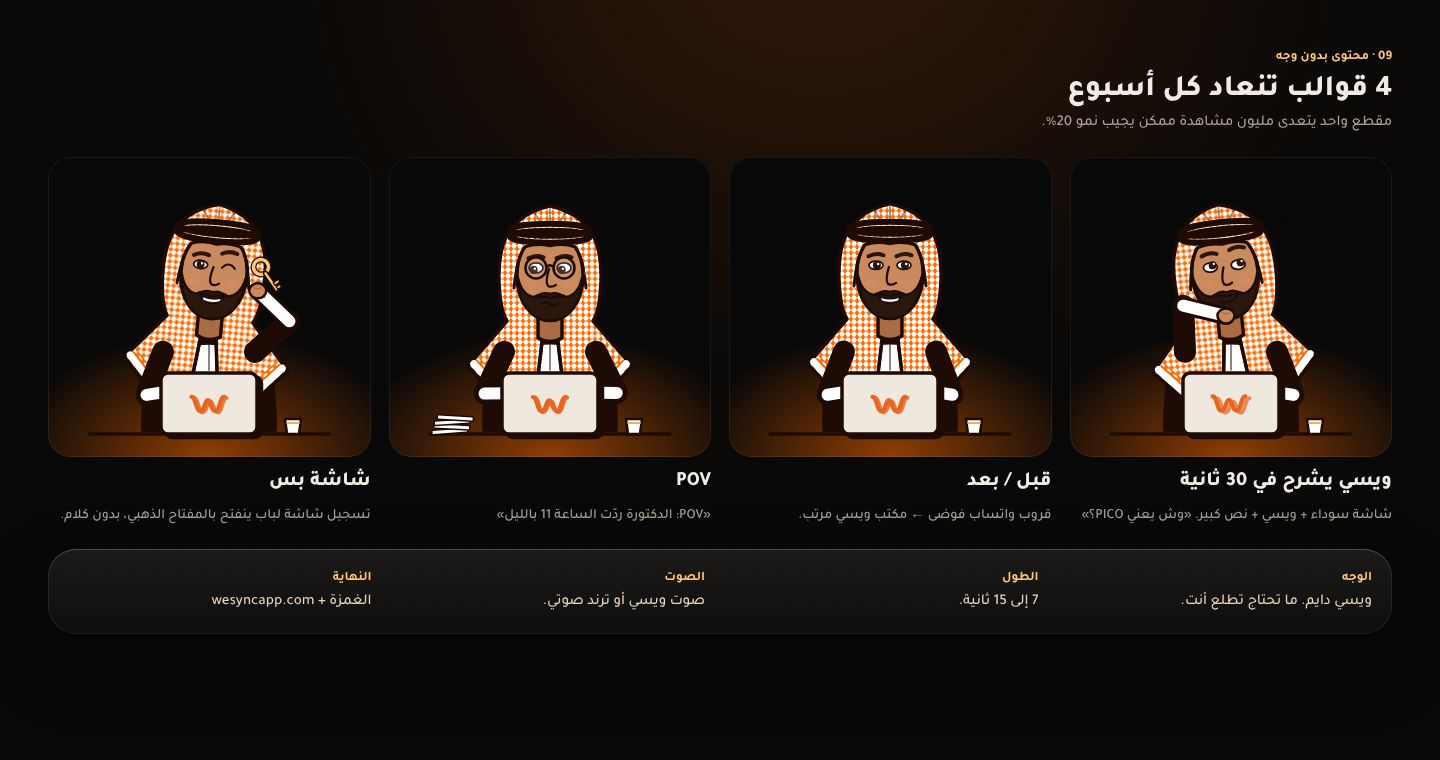 09 · محتوى بدون وجه
4 قوالب تنعاد كل أسبوع
مقطع واحد يتعدى مليون مشاهدة ممكن يجيب نمو 20%.
ويسي يشرح في 30 ثانية
شاشة سوداء + ويسي + نص كبير. «وش يعني PICO؟»
قبل / بعد
قروب واتساب فوضى ← مكتب ويسي مرتب.
POV
«POV: الدكتورة ردّت الساعة 11 بالليل»
شاشة بس
تسجيل شاشة لباب ينفتح بالمفتاح الذهبي، بدون كلام.
الوجه
ويسي دايم. ما تحتاج تطلع أنت.
الطول
7 إلى 15 ثانية.
الصوت
صوت ويسي أو ترند صوتي.
النهاية
الغمزة + wesyncapp.com